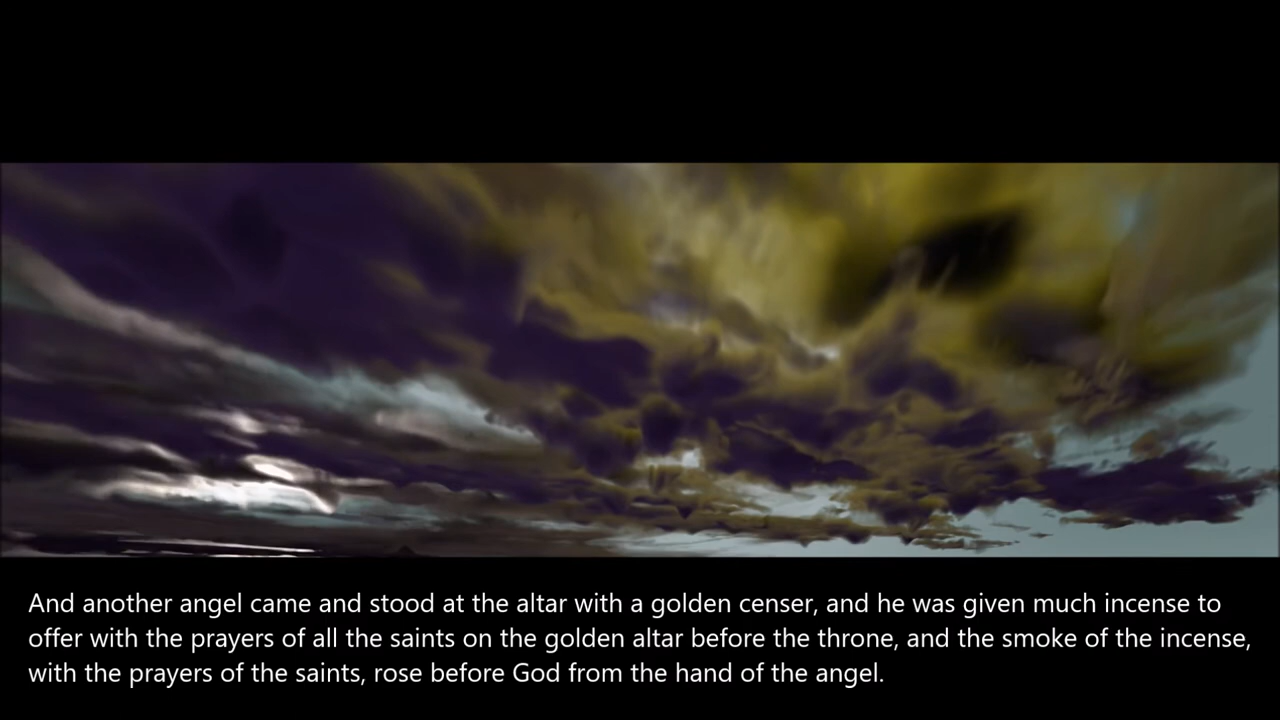 And another angel came and stood at the altar with a golden censer, and he was given much incense to
offer with the prayers of all the saints on the golden altar before the throne, and the smoke of the incense,
with the prayers of the saints, rose before God from the hand of the angel.